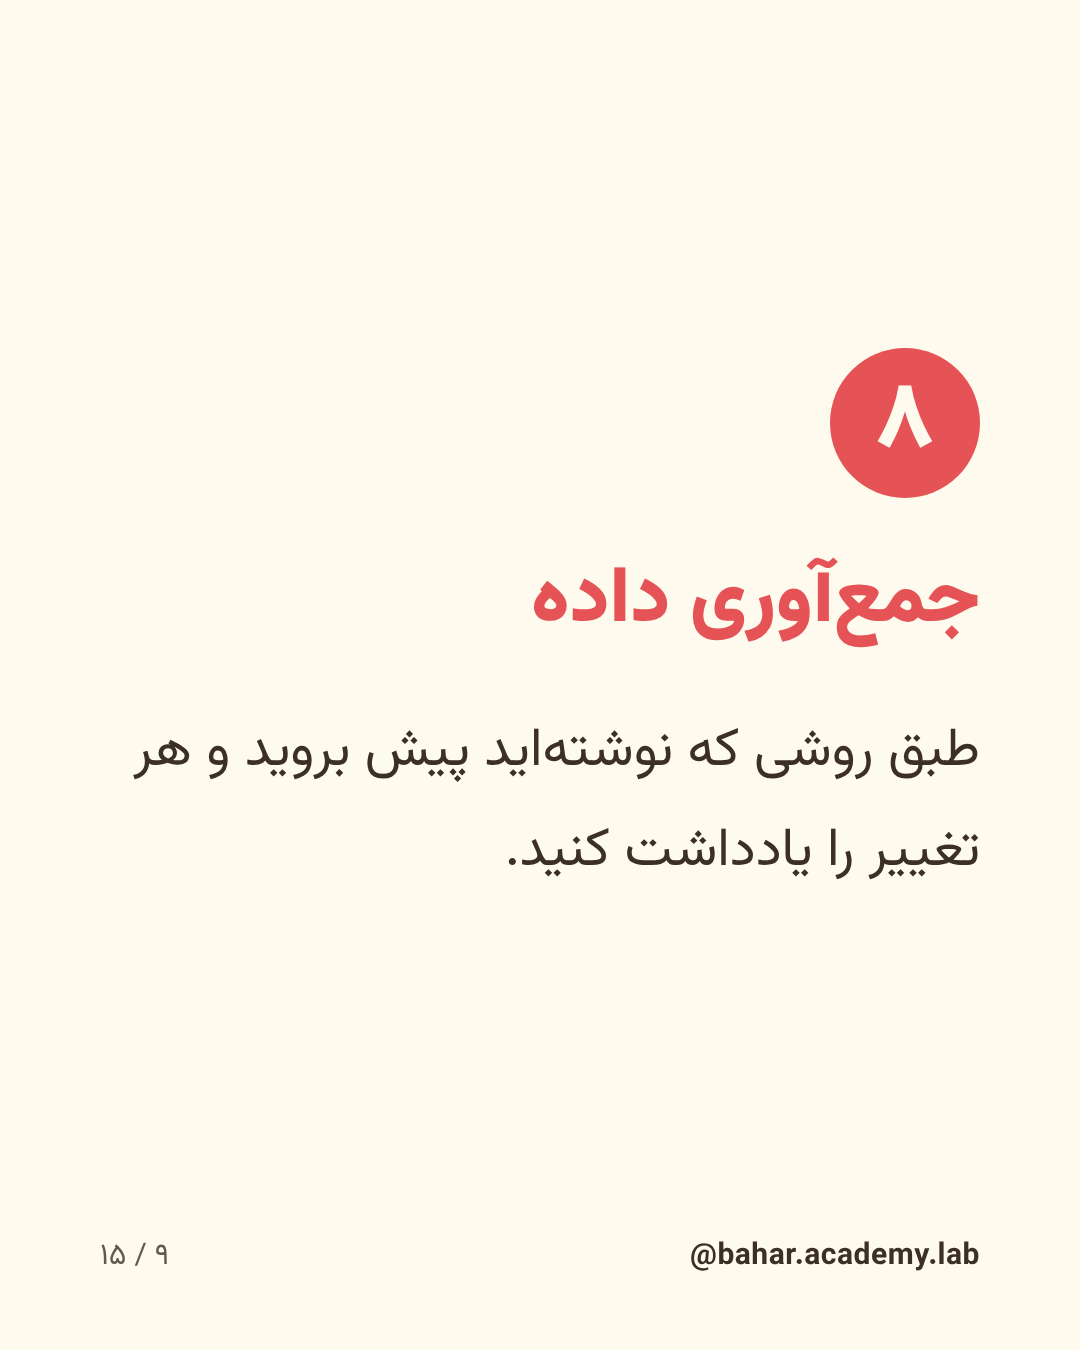 ۸
جمع‌آوری داده
طبق روشی که نوشته‌اید پیش بروید و هر
تغییر را یادداشت کنید.
@bahar.academy.lab
۹ / ۱۵